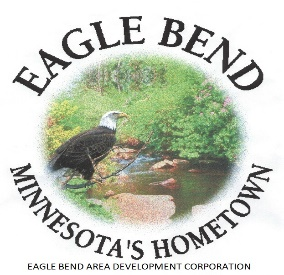 EAGLE BEND
MINNESOTA'S HOMETOWN
EAGLE BEND AREA DEVELOPMENT CORPORATION